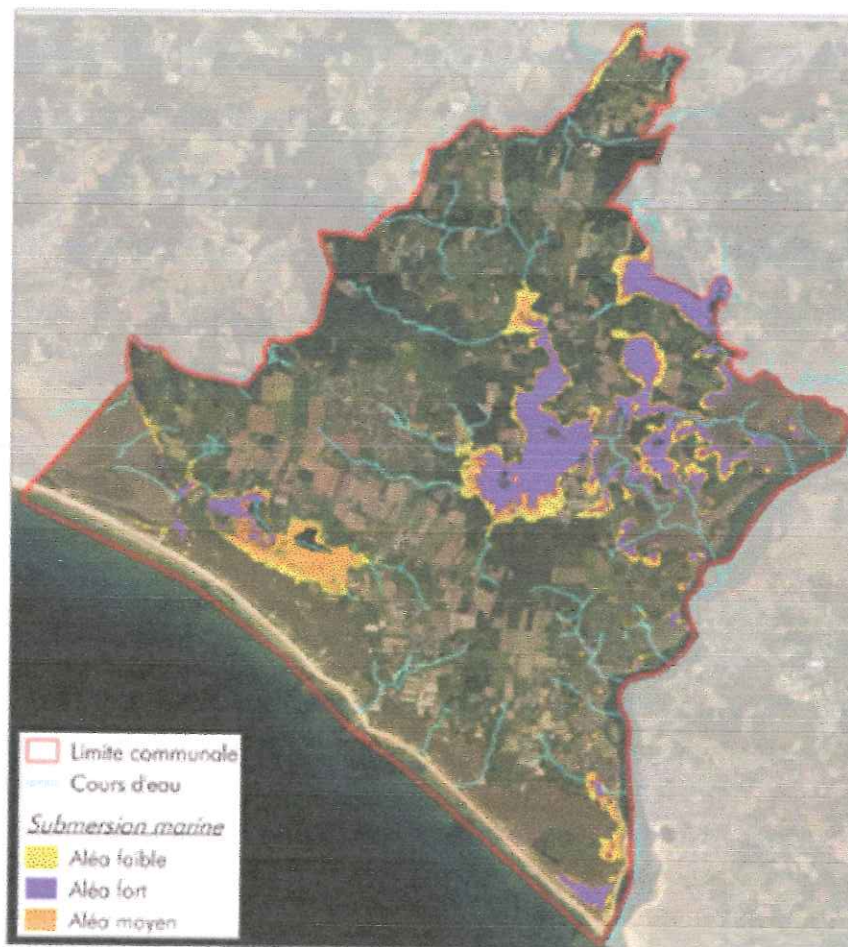 Limite communale
Cours d'eau
Submersion marine
Aléa faible
Aléa fort
Aléa moyen